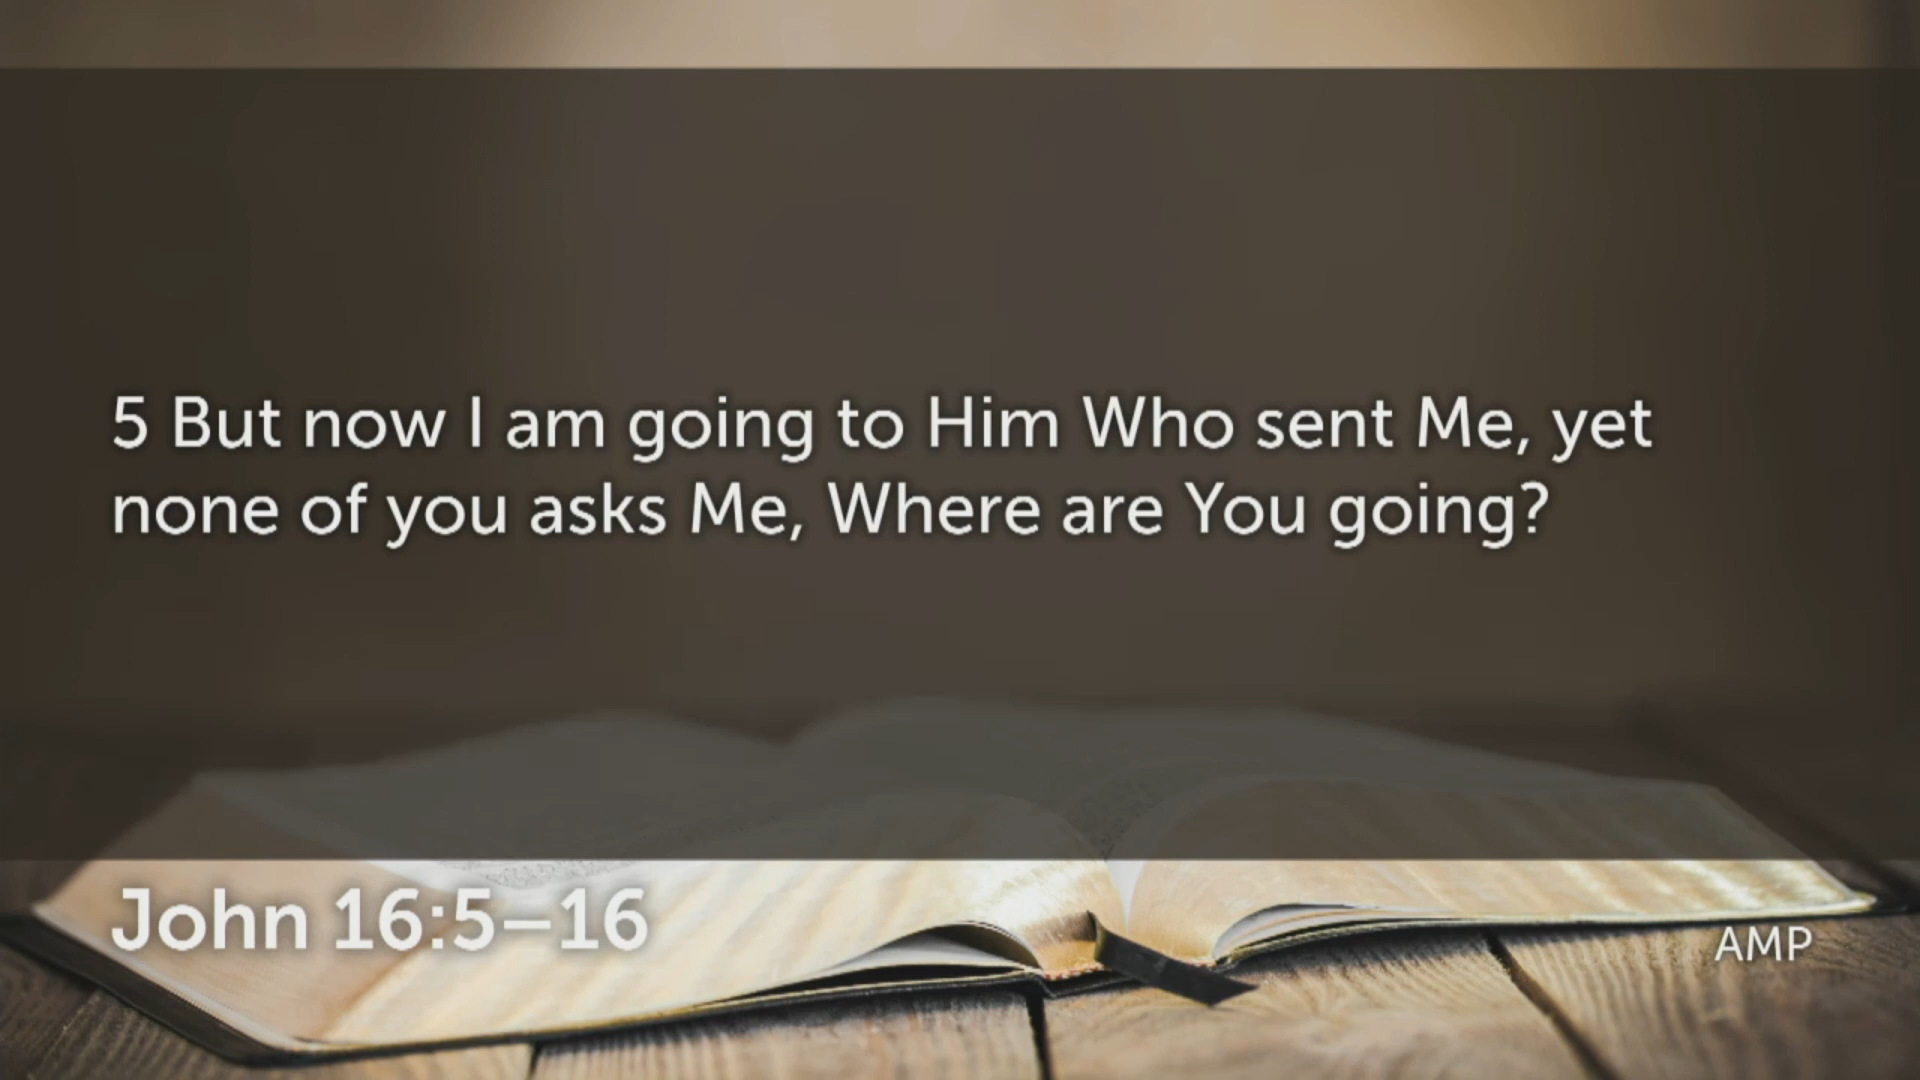 5 But now I am going to Him Who sent Me, yet
none of you asks Me, Where are You going?
John 16:5–16
AMP